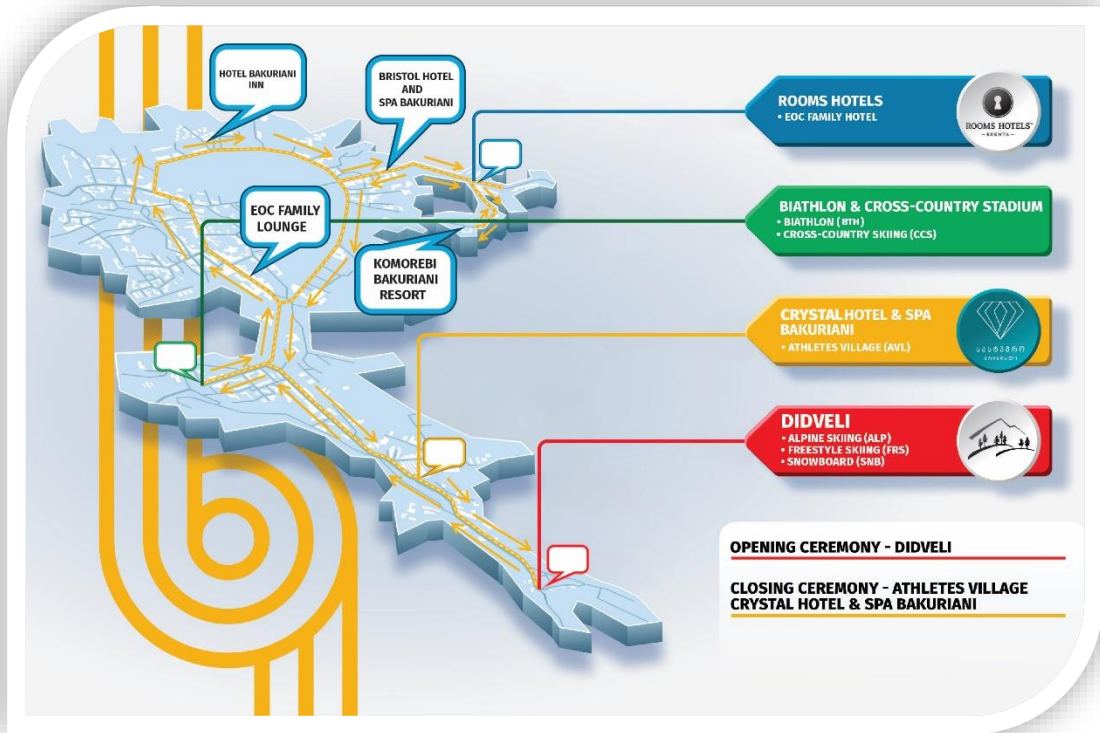 HOTEL BAKURIANI
INN
BRISTOL HOTEL
AND
SPA BAKURIANI
EOC FAMILY
LOUNGE
KOMOREBI
BAKURIANI
RESORT
ROOMS HOTELS
• EOC FAMILY HOTEL
ROOMS HOTELS
BIATHLON & CROSS-COUNTRY STADIUM
• BIATHLON (BTH)
• CROSS-COUNTRY SKIING (CCS)
CRYSTAL HOTEL & SPA
BAKURIANI
• ATHLETES VILLAGE (AVL)
DIDVELI
• ALPINE SKIING (ALP)
• FREESTYLE SKIING (FRS)
• SNOWBOARD (SNB)
OPENING CEREMONY - DIDVELI
CLOSING CEREMONY - ATHLETES VILLAGE
CRYSTAL HOTEL & SPA BAKURIANI